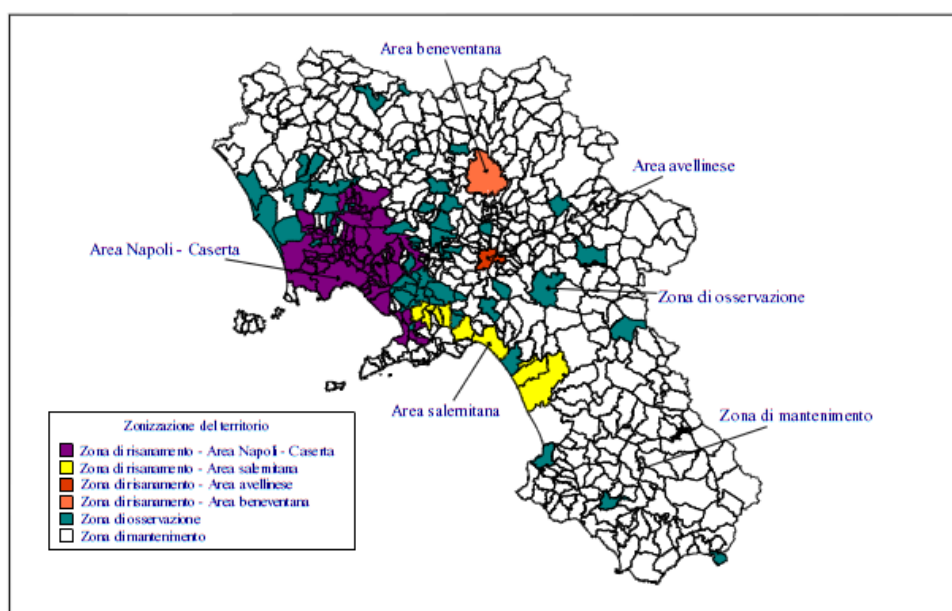 Area beneventana
Area avellinese
Area Napoli - Caserta
Zona di osservazione
Area salernitana
Zona di mantenimento
Zonizzazione del territorio
Zona di risanamento - Area Napoli - Caserta
Zona di risanamento - Area salernitana
Zona di risanamento - Area avellinese
Zona di risanamento - Area beneventana
Zona di osservazione
Zona di mantenimento